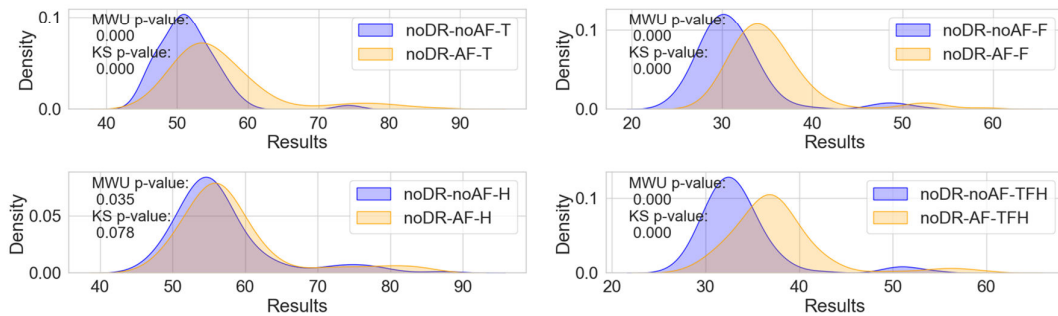 0.1
0.0
Density
MWU p-value:
0.000
KS p-value:
0.000
noDR-noAF-T
noDR-AF-T
40 50 60 70 80 90
Results
0.1
0.0
Density
MWU p-value:
0.000
KS p-value:
0.000
noDR-noAF-F
noDR-AF-F
20 30 40 50 60
Results
0.05
0.00
Density
MWU p-value:
0.035
KS p-value:
0.078
noDR-noAF-H
noDR-AF-H
40 50 60 70 80 90
Results
0.1
0.0
Density
MWU p-value:
0.000
KS p-value:
0.000
noDR-noAF-TFH
noDR-AF-TFH
30 40 50 60
Results